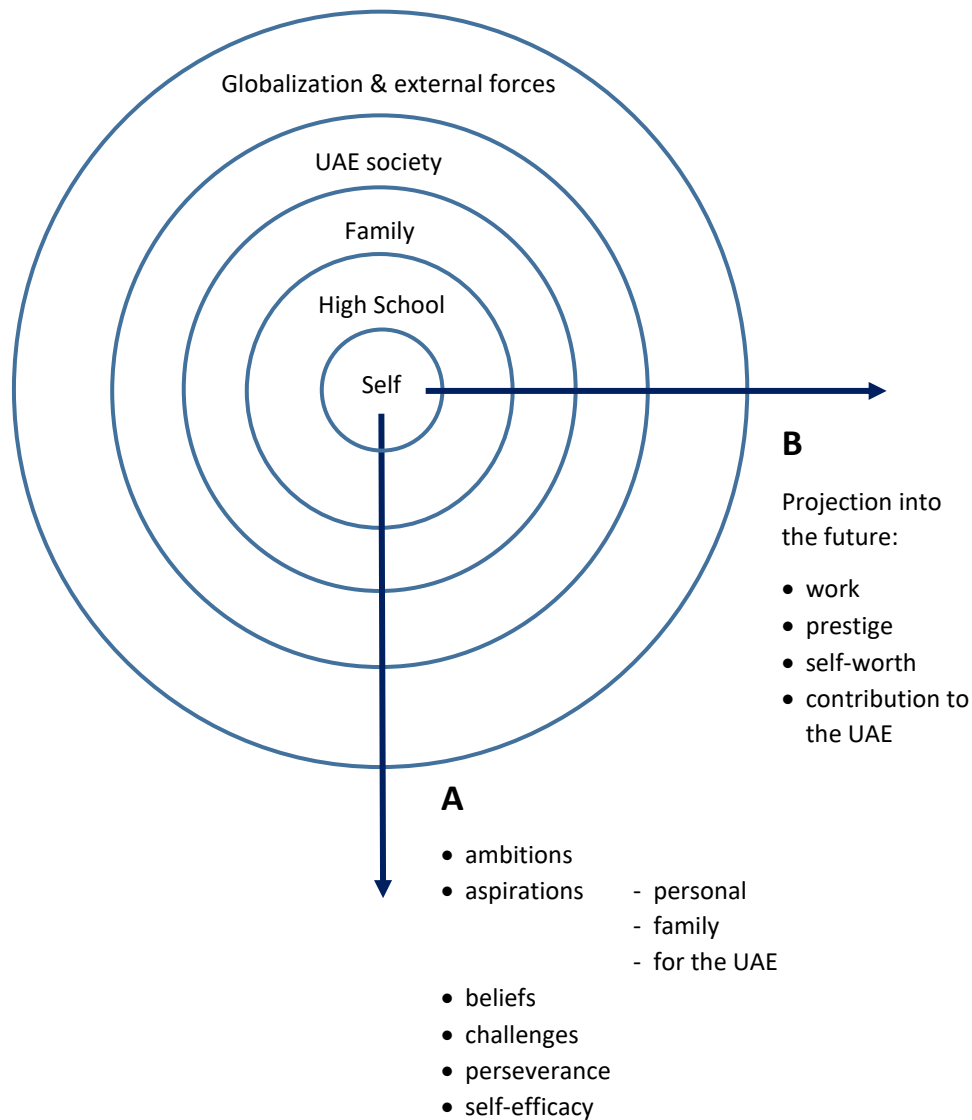 Globalization & external forces
UAE society
Family
High School
Self
B
Projection into
the future:
• work
• prestige
• self-worth
• contribution to
the UAE
A
• ambitions
• aspirations - personal
- family
- for the UAE
• beliefs
• challenges
• perseverance
• self-efficacy